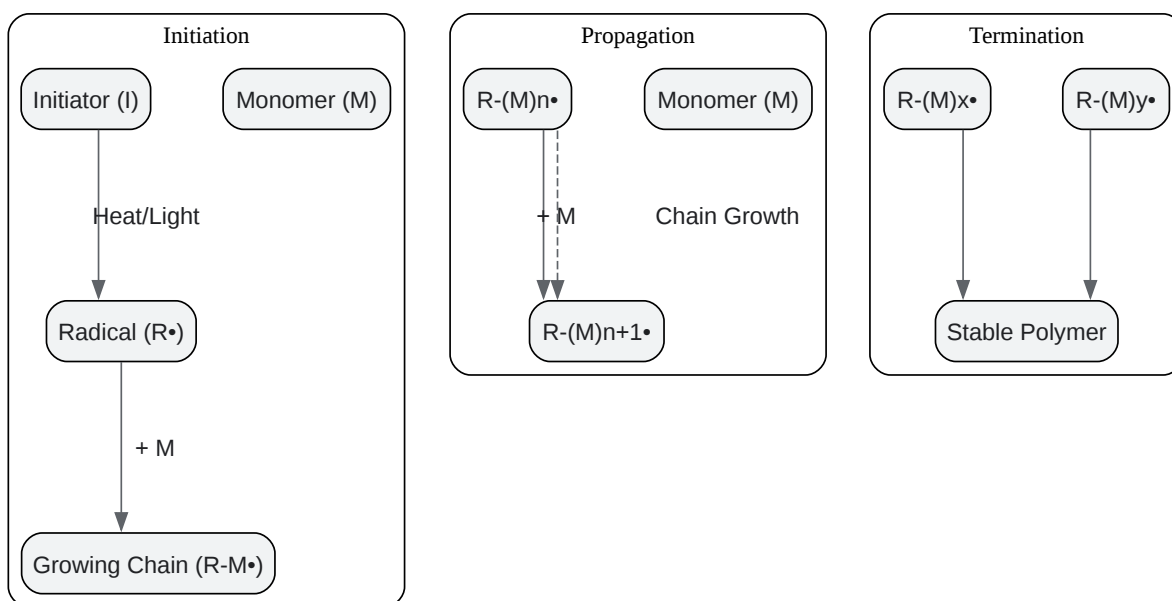 Initiation
Initiator (I)
Monomer (M)
Heat/Light
Radical (R•)
+ M
Growing Chain (R-M•)
Propagation
R-(M)n•
Monomer (M)
+ M
Chain Growth
R-(M)n+1•
Termination
R-(M)x•
R-(M)y•
Stable Polymer